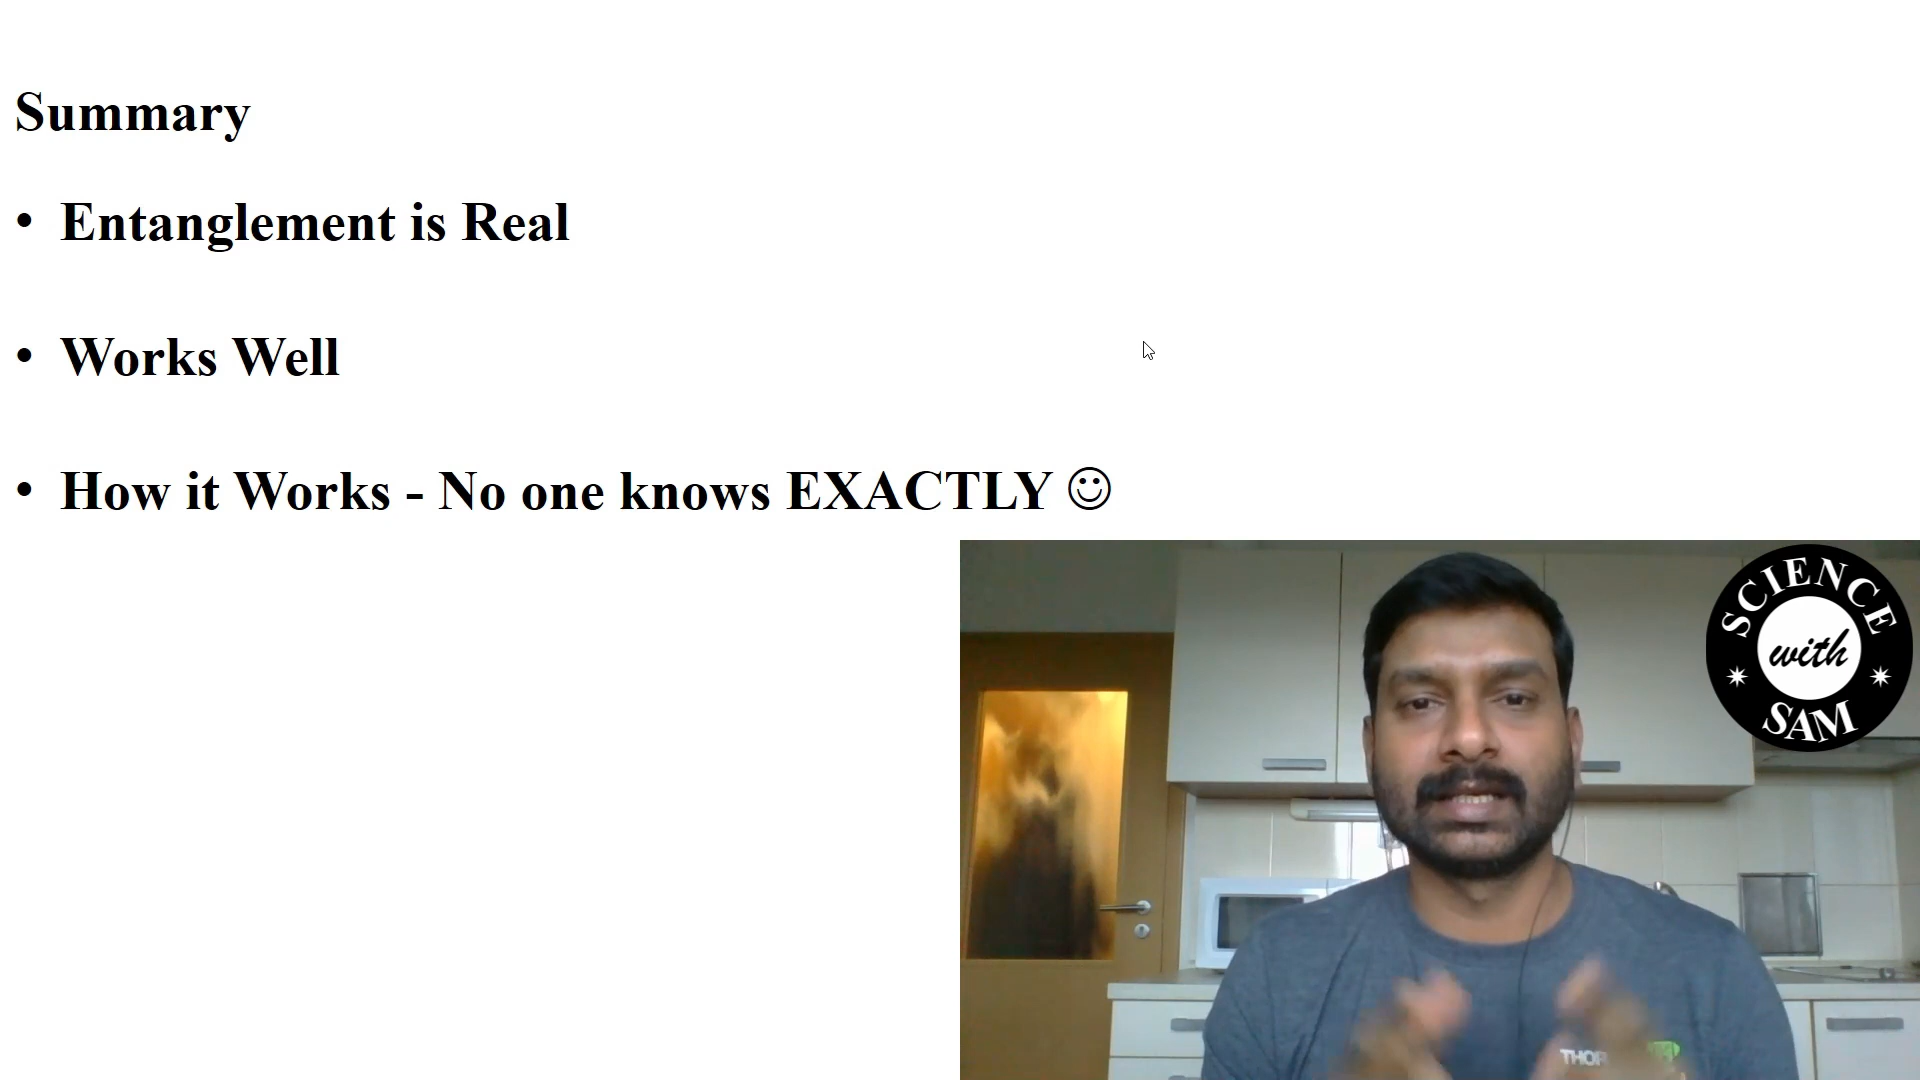 Summary
• Entanglement is Real
• Works Well
• How it Works - No one knows EXACTLY ☺
SCIENCE
with
SAM